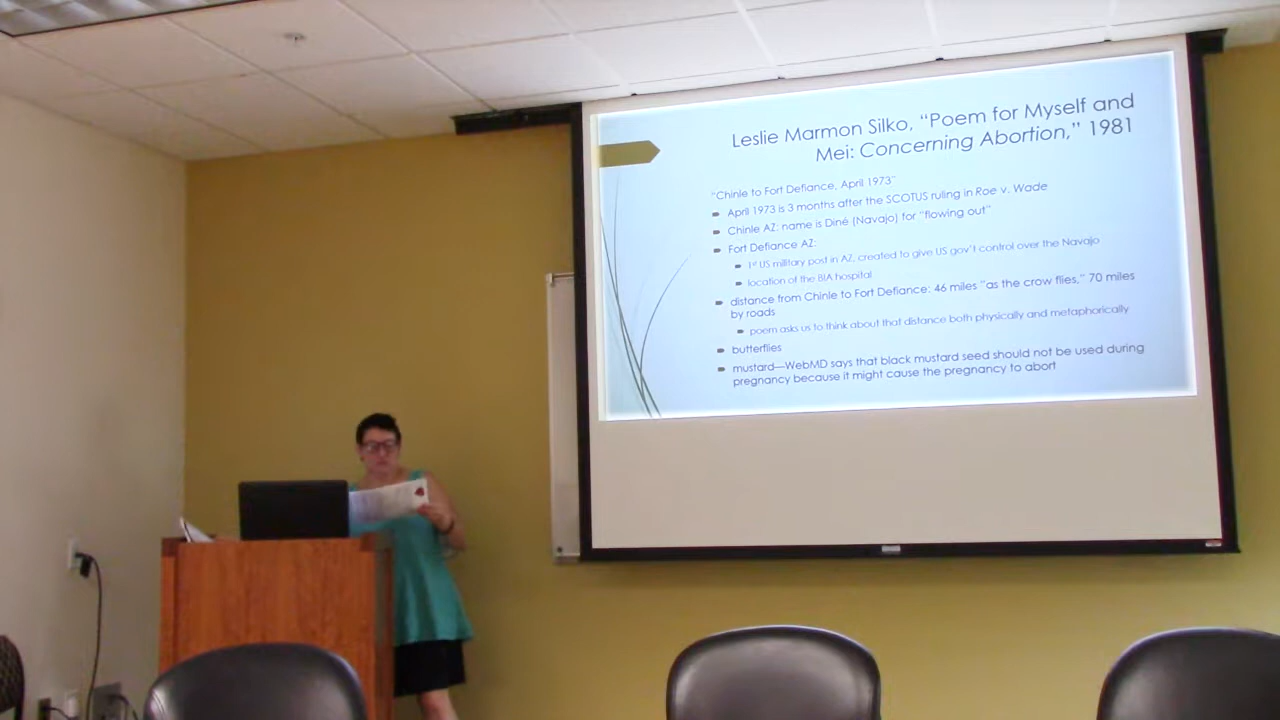 Leslie Marmon Silko, “Poem for Myself and
Mei: Concerning Abortion,” 1981
“Chinle to Fort Defiance, April 1973”
April 1973 is 3 months after the SCOTUS ruling in Roe v. Wade
Chinle AZ: name is Diné (Navajo) for “flowing out”
Fort Defiance AZ:
1st US military post in AZ, created to give US gov’t control over the Navajo
location of the BIA hospital
distance from Chinle to Fort Defiance: 46 miles “as the crow flies,” 70 miles
by roads
poem asks us to think about that distance both physically and metaphorically
butterflies
mustard—WebMD says that black mustard seed should not be used during
pregnancy because it might cause the pregnancy to abort